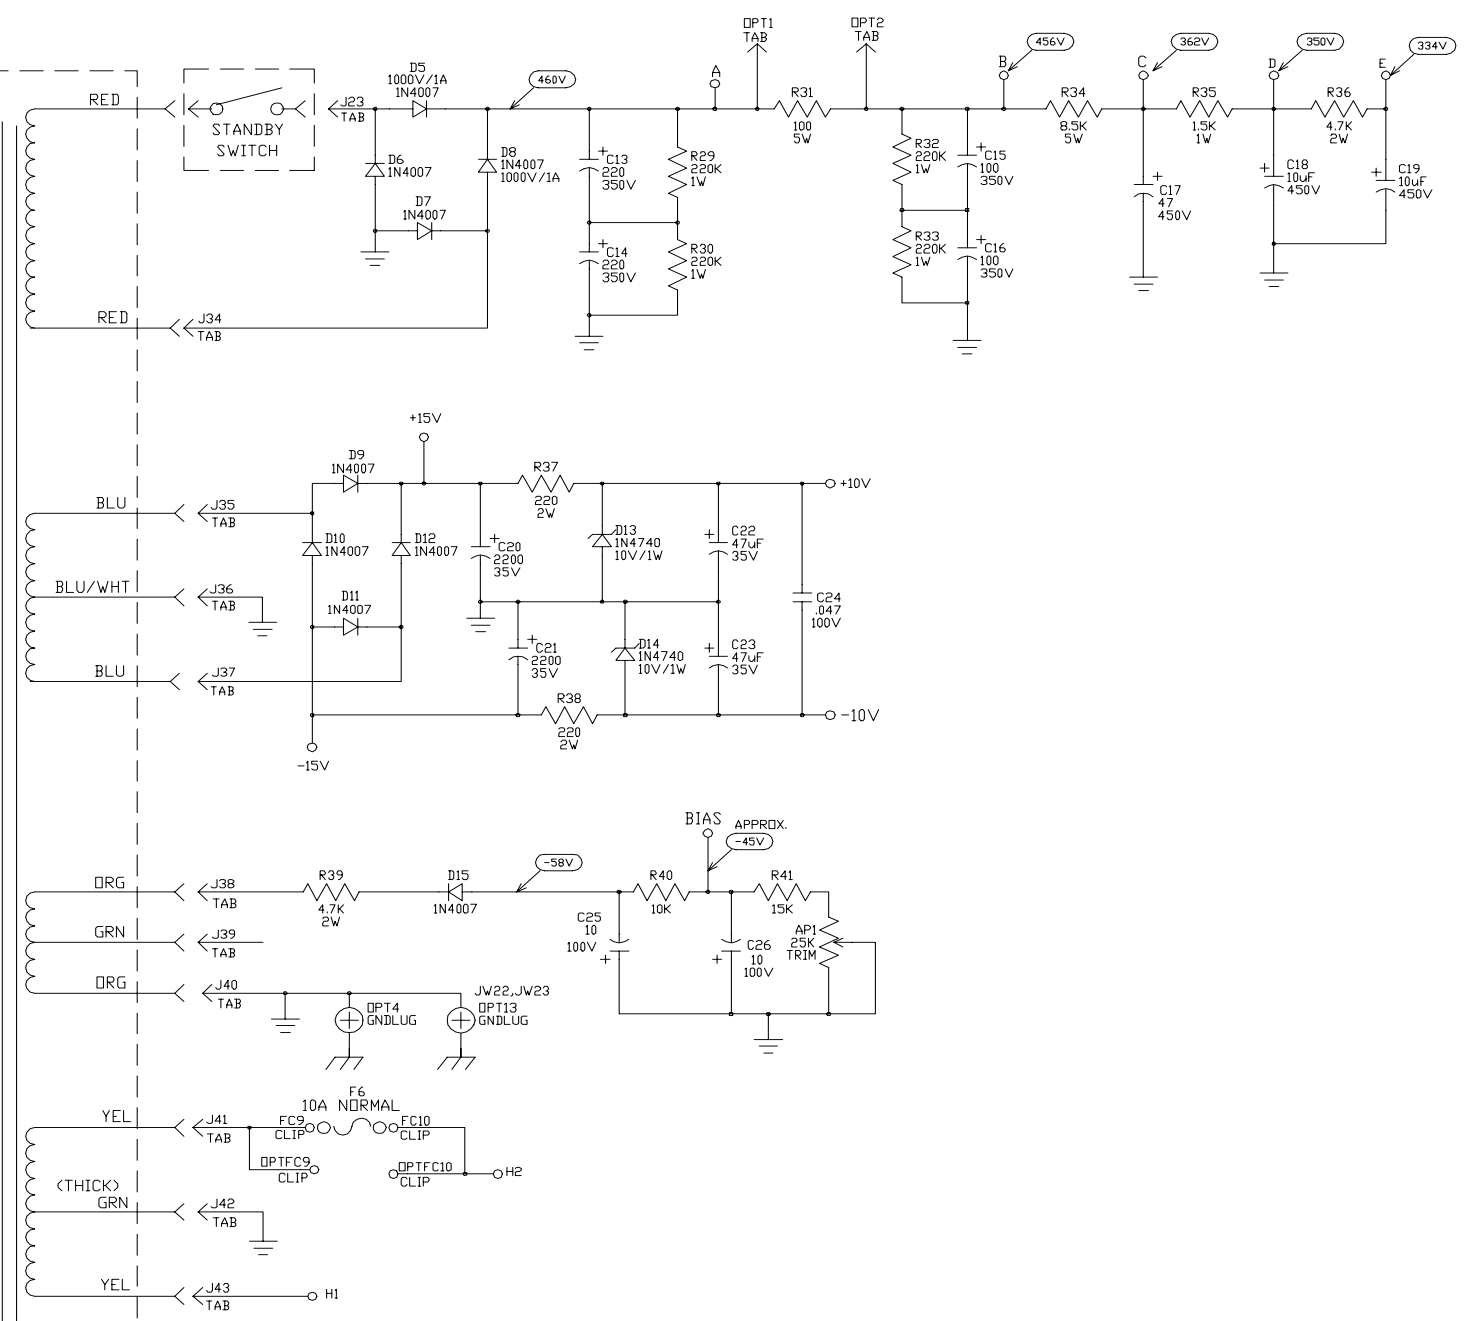 OPT1
TAB
OPT2
TAB
456V
362V
350V
334V
RED
STANDBY
SWITCH
J23
TAB
D5
1000V/1A
1N4007
460V
A
B
C
D
E
R31
100
5W
R34
8.5K
5W
R35
1.5K
1W
R36
4.7K
2W
D6
1N4007
D7
1N4007
D8
1N4007
1000V/1A
+
C13
220
350V
R29
220K
1W
+
C14
220
350V
R30
220K
1W
R32
220K
1W
+
C15
100
350V
R33
220K
1W
+
C16
100
350V
+
C17
47
450V
+
C18
10uF
450V
+
C19
10uF
450V
RED
J34
TAB
+15V
D9
1N4007
R37
220
2W
+10V
BLU
J35
TAB
D10
1N4007
D12
1N4007
+
C20
2200
35V
D13
1N4740
10V/1W
+
C22
47uF
35V
BLU/WHT
J36
TAB
D11
1N4007
C24
.047
100V
+
C21
2200
35V
D14
1N4740
10V/1W
+
C23
47uF
35V
BLU
J37
TAB
R38
220
2W
-10V
-15V
BIAS
APPROX.
-45V
ORG
J38
TAB
R39
4.7K
2W
D15
1N4007
-58V
R40
10K
R41
15K
C25
10
100V
+
C26
10
100V
+
AP1
25K
TRIM
GRN
J39
TAB
ORG
J40
TAB
OPT4
GNDLUG
JW22,JW23
OPT13
GNDLUG
F6
10A NORMAL
YEL
J41
TAB
FC9
CLIP
FC10
CLIP
OPTFC9
CLIP
OPTFC10
CLIP
H2
(THICK)
GRN
J42
TAB
YEL
J43
TAB
H1